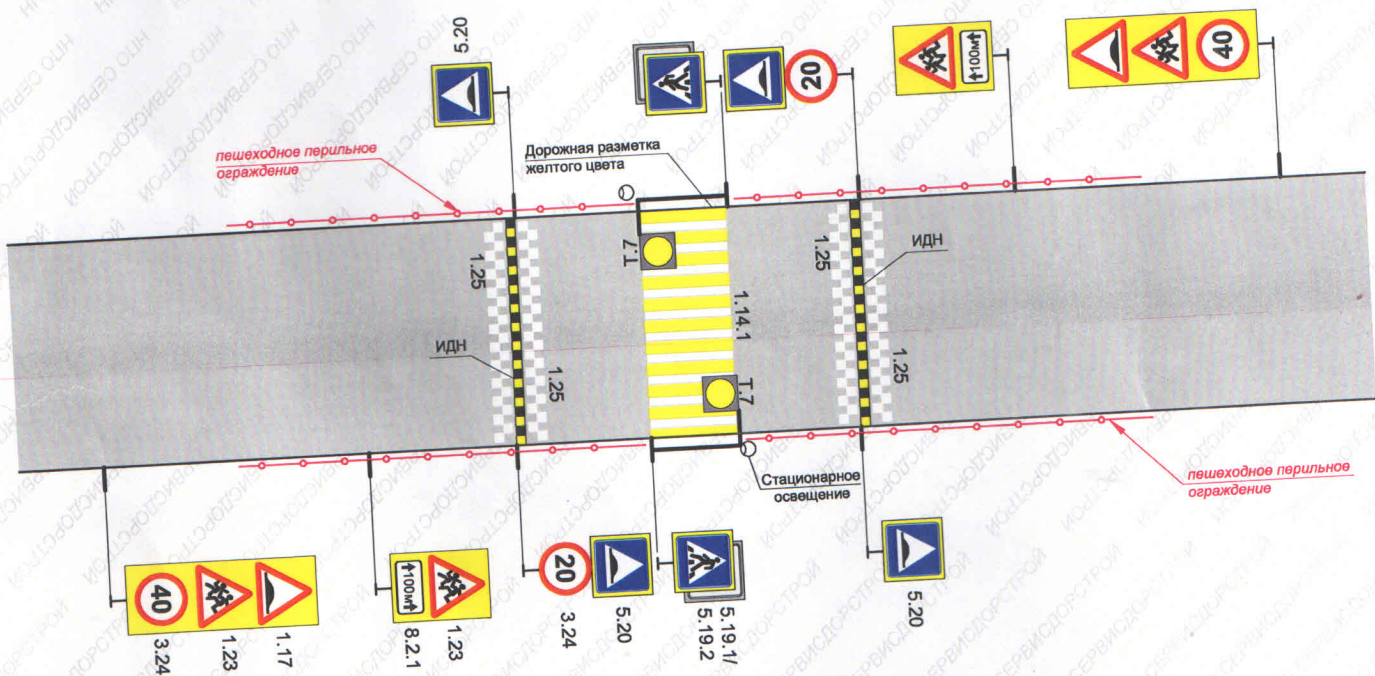 5.20
20
↑100м↑
40
пешеходное перильное
ограждение
Дорожная разметка
желтого цвета
Т.7
1.25
1.25
ИДН
1.14.1
ИДН
1.25
1.25
Т.7
Стационарное
освещение
пешеходное перильное
ограждение
40
3.24
1.23
1.17
↑100м↑
8.2.1
1.23
20
3.24
5.20
5.19.1/
5.19.2
5.20
НПО СЕРВИСДОРСТРОЙ